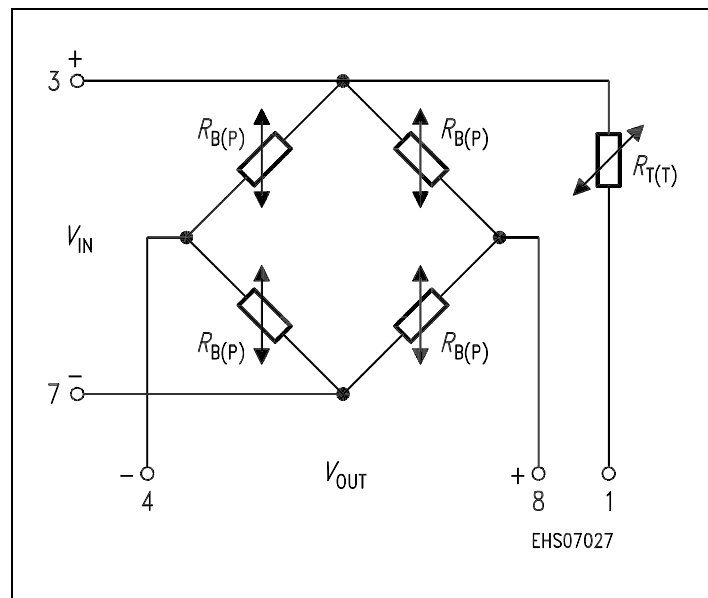 3 +
R_B(P) R_B(P)
R_T(T)
V_IN
R_B(P) R_B(P)
7 −
− V_OUT +
4 8 1
EHS07027